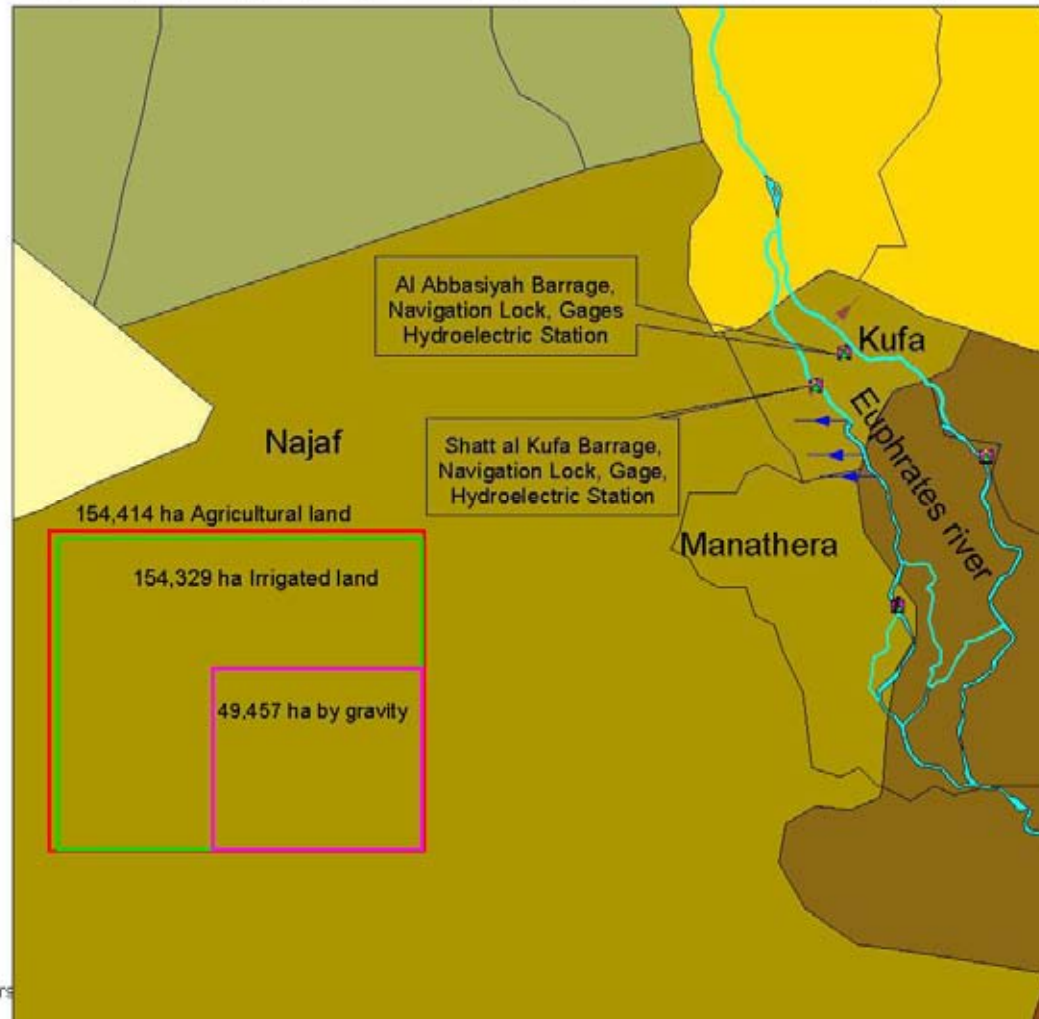 Al Abbasiyah Barrage,
Navigation Lock, Gages
Hydroelectric Station
Kufa
Shatt al Kufa Barrage,
Navigation Lock, Gage,
Hydroelectric Station
Euphrates river
Najaf
Manathera
154,414 ha Agricultural land
154,329 ha Irrigated land
49,457 ha by gravity